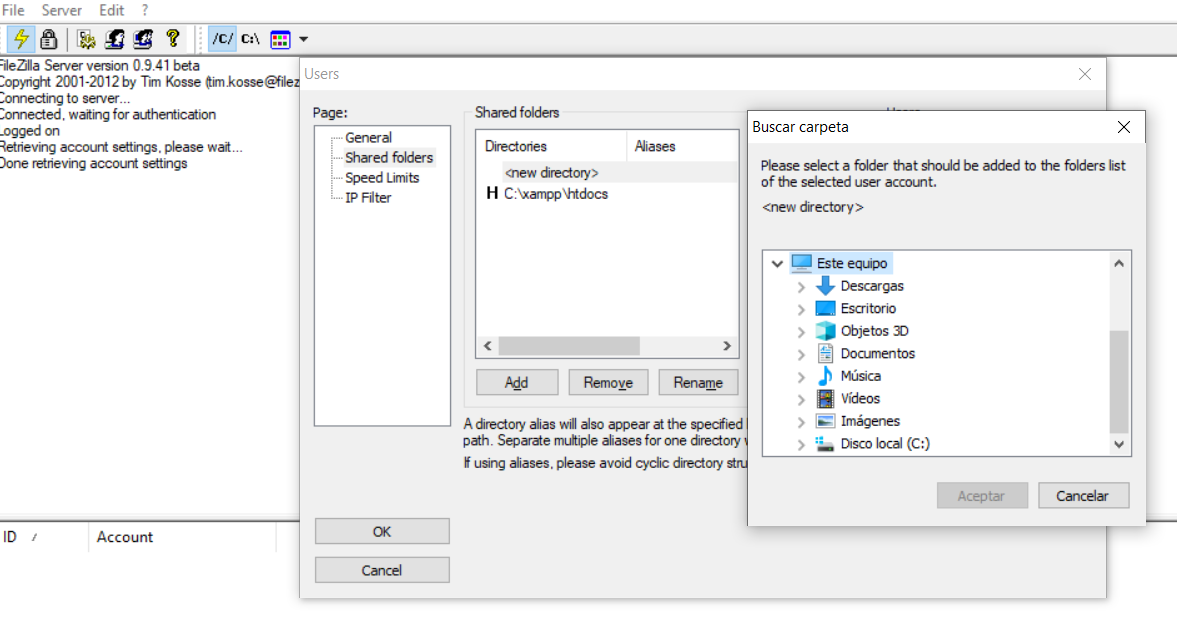 File Server Edit ?
/C/ C:\
FileZilla Server version 0.9.41 beta
Copyright 2001-2012 by Tim Kosse (tim.kosse@filez
Connecting to server...
Connected, waiting for authentication
Logged on
Retrieving account settings, please wait...
Done retrieving account settings
ID / Account
Users
Page:
General
Shared folders
Speed Limits
IP Filter
OK
Cancel
Shared folders
Directories Aliases
<new directory>
H C:\xampp\htdocs
Add Remove Rename
A directory alias will also appear at the specified
path. Separate multiple aliases for one directory
If using aliases, please avoid cyclic directory stru
Buscar carpeta
Please select a folder that should be added to the folders list
of the selected user account.
<new directory>
Este equipo
Descargas
Escritorio
Objetos 3D
Documentos
Música
Vídeos
Imágenes
Disco local (C:)
Aceptar Cancelar